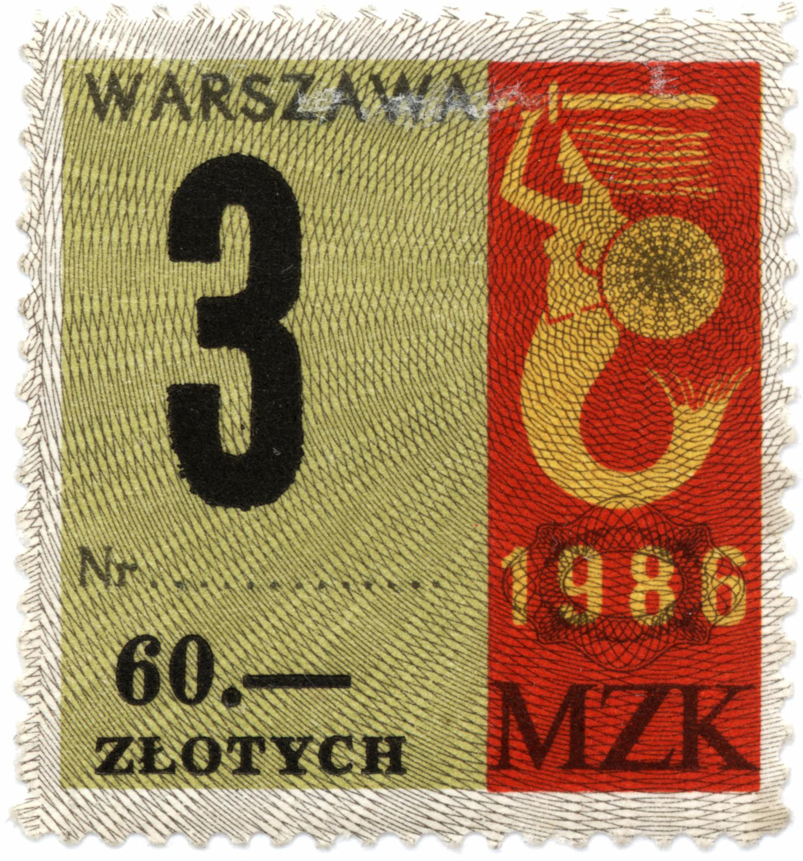 WARSZAWA
3
Nr..............
60.—
ZŁOTYCH
1986
MZK